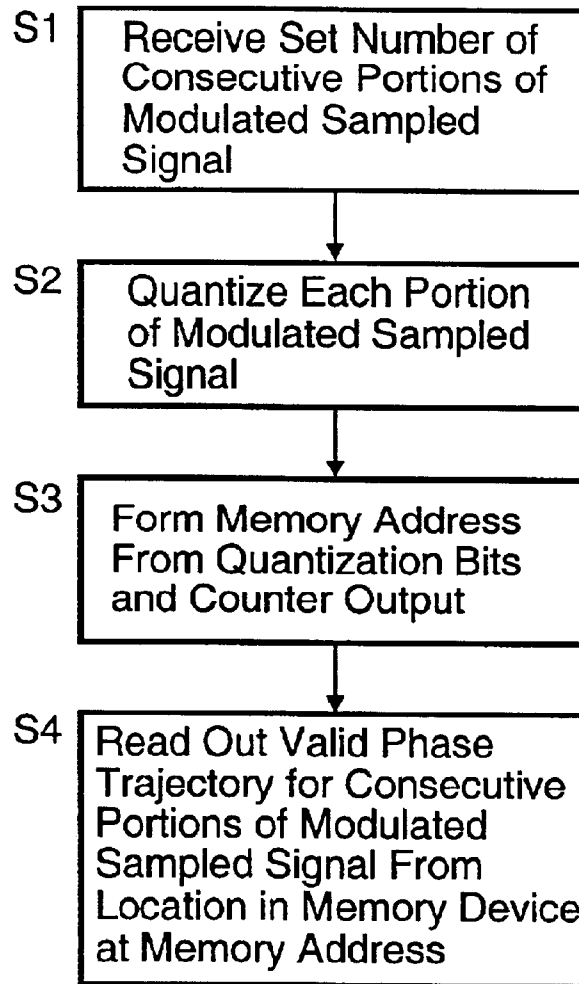 S1
Receive Set Number of
Consecutive Portions of
Modulated Sampled
Signal
S2
Quantize Each Portion
of Modulated Sampled
Signal
S3
Form Memory Address
From Quantization Bits
and Counter Output
S4
Read Out Valid Phase
Trajectory for Consecutive
Portions of Modulated
Sampled Signal From
Location in Memory Device
at Memory Address